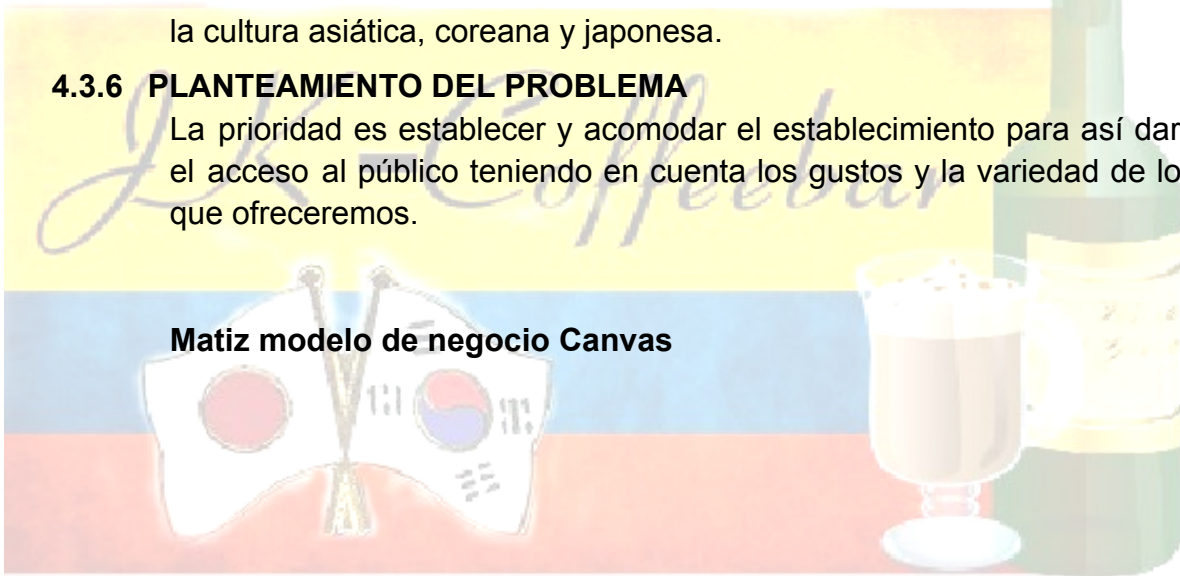 la cultura asiática, coreana y japonesa.
4.3.6 PLANTEAMIENTO DEL PROBLEMA
La prioridad es establecer y acomodar el establecimiento para así dar
el acceso al público teniendo en cuenta los gustos y la variedad de lo
que ofreceremos.
JK-Coffeebar
Matiz modelo de negocio Canvas